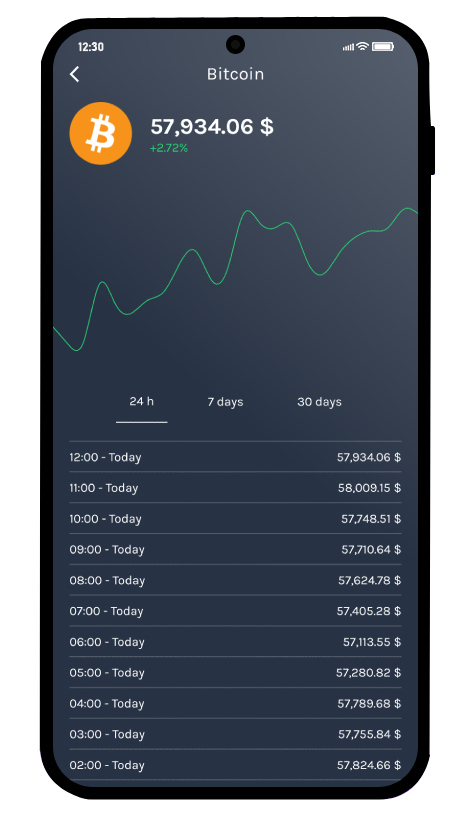 12:30
Bitcoin
57,934.06 $
+2.72%
24 h 7 days 30 days
12:00 - Today 57,934.06 $
11:00 - Today 58,009.15 $
10:00 - Today 57,748.51 $
09:00 - Today 57,710.64 $
08:00 - Today 57,624.78 $
07:00 - Today 57,405.28 $
06:00 - Today 57,113.55 $
05:00 - Today 57,280.82 $
04:00 - Today 57,789.68 $
03:00 - Today 57,755.84 $
02:00 - Today 57,824.66 $